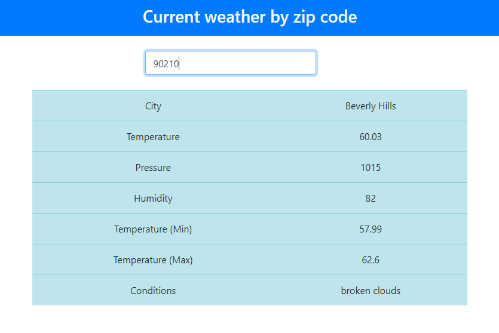 Current weather by zip code
90210
City Beverly Hills
Temperature 60.03
Pressure 1015
Humidity 82
Temperature (Min) 57.99
Temperature (Max) 62.6
Conditions broken clouds